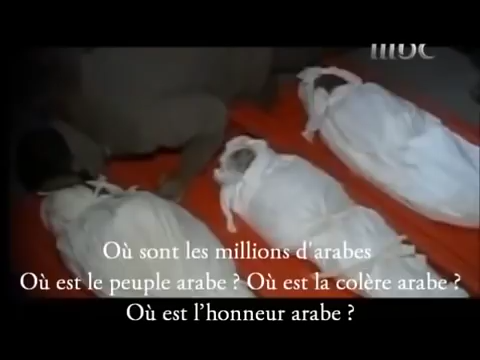 mbc
Où sont les millions d'arabes
Où est le peuple arabe ? Où est la colère arabe ?
Où est l'honneur arabe ?